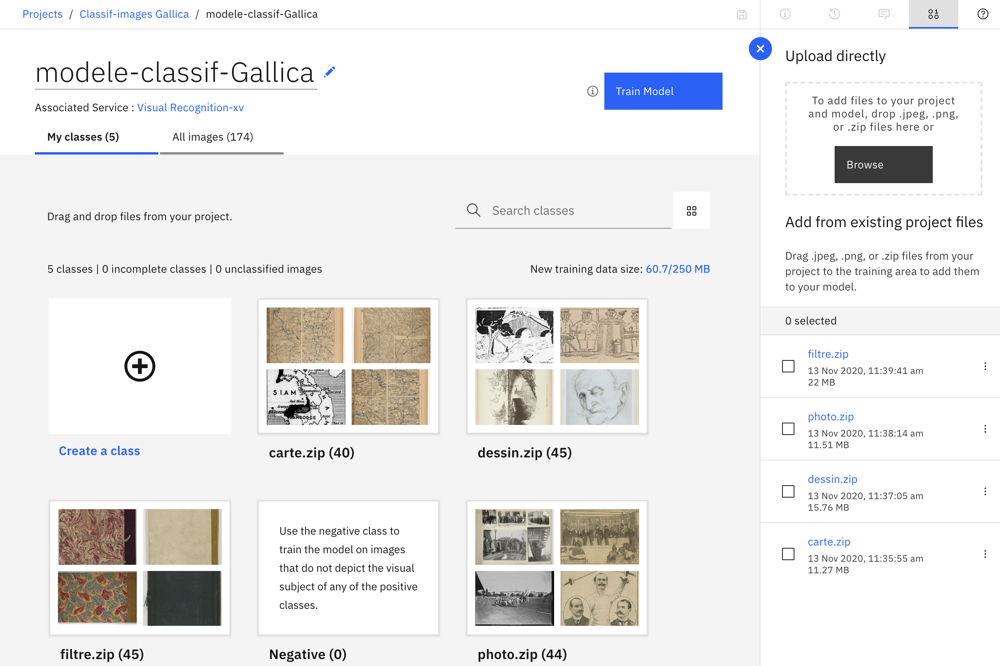 Projects / Classif-images Gallica / modele-classif-Gallica
modele-classif-Gallica
Associated Service : Visual Recognition-xv
Train Model
My classes (5)
All images (174)
Drag and drop files from your project.
Search classes
5 classes | 0 incomplete classes | 0 unclassified images
New training data size: 60.7/250 MB
Create a class
SIAM
Pak Moun
BANGKOK
CAMBODGE
Tourane
Dalat
carte.zip (40)
dessin.zip (45)
filtre.zip (45)
Use the negative class to
train the model on images
that do not depict the visual
subject of any of the positive
classes.
Negative (0)
photo.zip (44)
Upload directly
To add files to your project
and model, drop .jpeg, .png,
or .zip files here or
Browse
Add from existing project files
Drag .jpeg, .png, or .zip files from your
project to the training area to add them
to your model.
0 selected
filtre.zip
13 Nov 2020, 11:39:41 am
22 MB
photo.zip
13 Nov 2020, 11:38:14 am
11.51 MB
dessin.zip
13 Nov 2020, 11:37:05 am
15.76 MB
carte.zip
13 Nov 2020, 11:35:55 am
11.27 MB